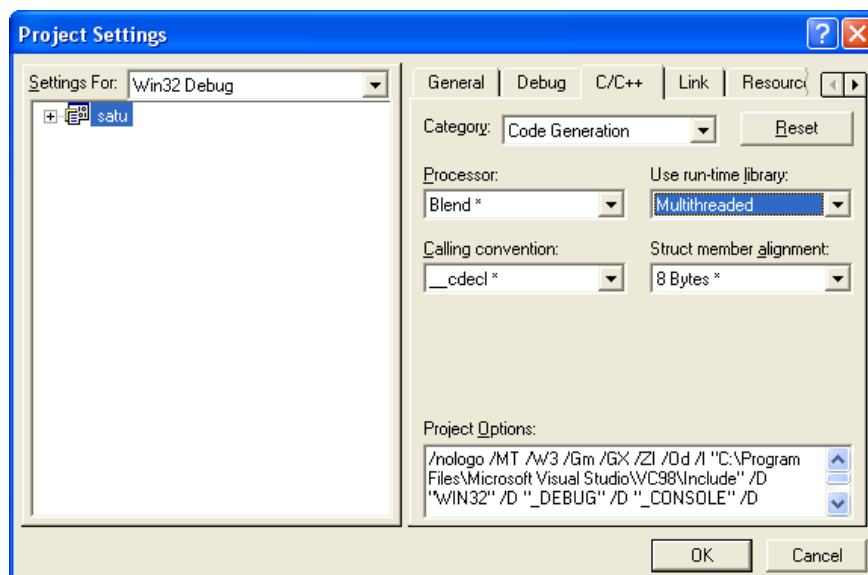 Project Settings
Settings For: Win32 Debug
satu
General Debug C/C++ Link Resourc
Category: Code Generation Reset
Processor: Use run-time library:
Blend * Multithreaded
Calling convention: Struct member alignment:
__cdecl * 8 Bytes *
Project Options:
/nologo /MT /W3 /Gm /GX /ZI /Od /I "C:\Program
Files\Microsoft Visual Studio\VC98\Include" /D
"WIN32" /D "_DEBUG" /D "_CONSOLE" /D
OK Cancel